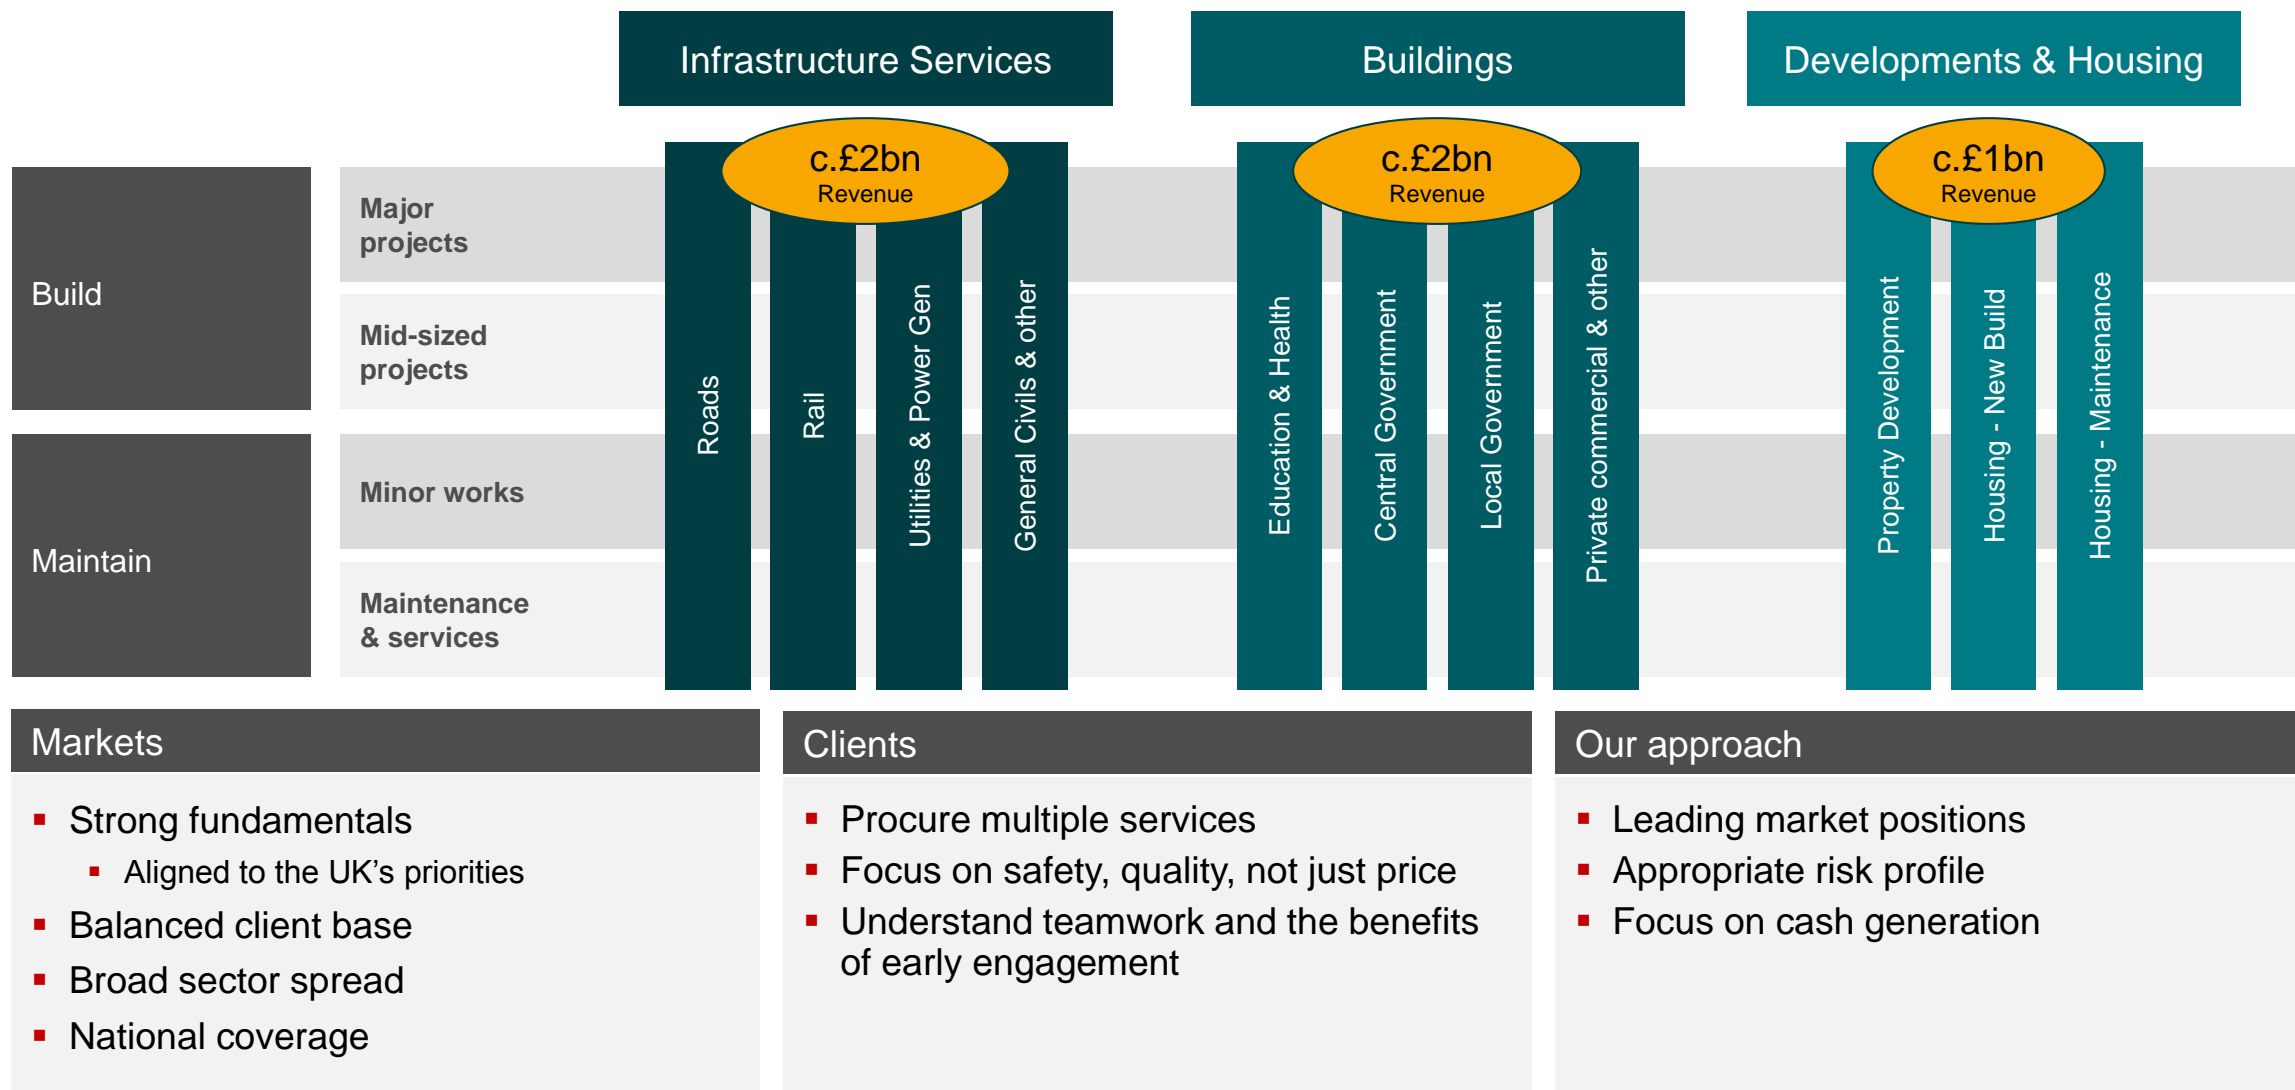 Infrastructure Services
Buildings
Developments & Housing
c.£2bn
Revenue
c.£2bn
Revenue
c.£1bn
Revenue
Build
Major
projects
Mid-sized
projects
Maintain
Minor works
Maintenance
& services
Roads
Rail
Utilities & Power Gen
General Civils & other
Education & Health
Central Government
Local Government
Private commercial & other
Property Development
Housing - New Build
Housing - Maintenance
Markets
▪ Strong fundamentals
▪ Aligned to the UK’s priorities
▪ Balanced client base
▪ Broad sector spread
▪ National coverage
Clients
▪ Procure multiple services
▪ Focus on safety, quality, not just price
▪ Understand teamwork and the benefits
of early engagement
Our approach
▪ Leading market positions
▪ Appropriate risk profile
▪ Focus on cash generation